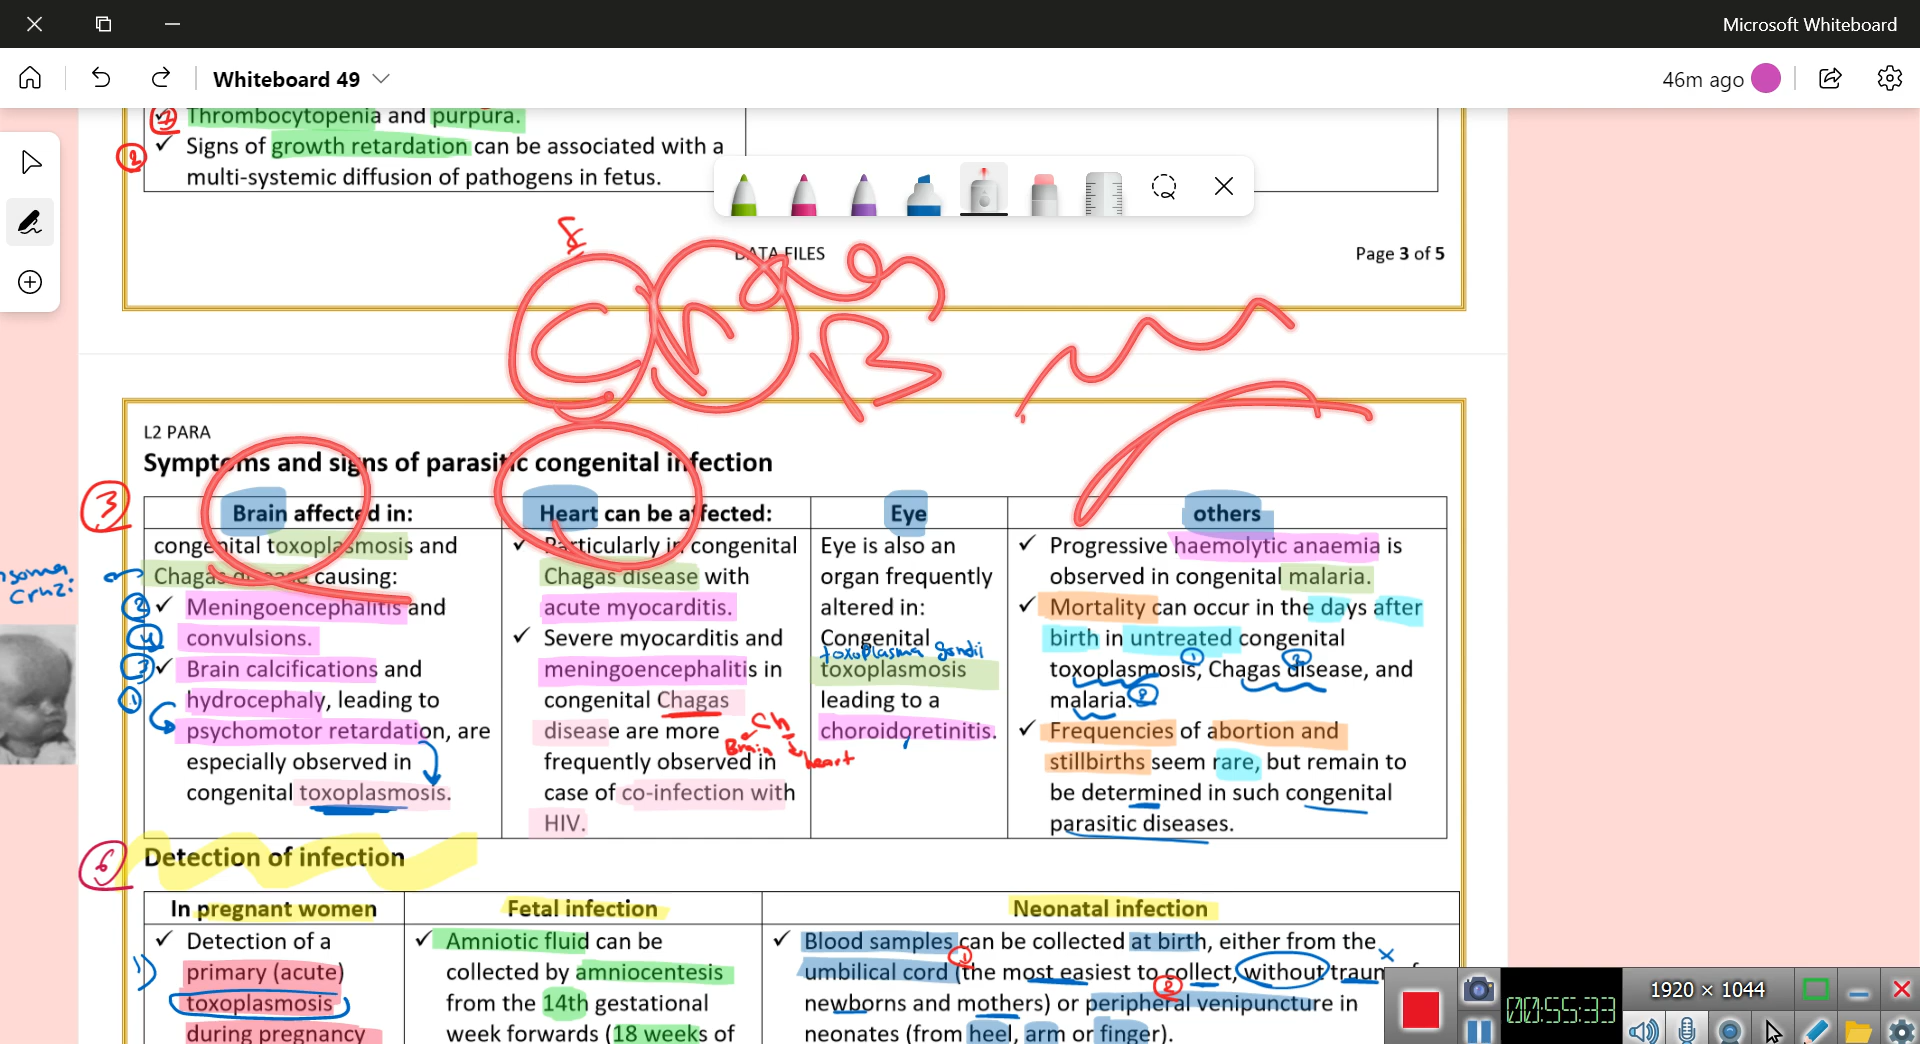 Microsoft Whiteboard
Whiteboard 49
46m ago
Thrombocytopenia and purpura.
Signs of growth retardation can be associated with a
multi-systemic diffusion of pathogens in fetus.
DATA FILES
Page 3 of 5
L2 PARA
Symptoms and signs of parasitic congenital infection
3
Brain affected in:
congenital toxoplasmosis and
Chagas disease causing:
Meningoencephalitis and
convulsions.
Brain calcifications and
hydrocephaly, leading to
psychomotor retardation, are
especially observed in
congenital toxoplasmosis.
Heart can be affected:
Particularly in congenital
Chagas disease with
acute myocarditis.
Severe myocarditis and
meningoencephalitis in
congenital Chagas
disease are more
frequently observed in
case of co-infection with
HIV.
Ch
Brain
heart
Eye
Eye is also an
organ frequently
altered in:
Congenital
toxoplasma gondii
toxoplasmosis
leading to a
choroidoretinitis.
others
Progressive haemolytic anaemia is
observed in congenital malaria.
Mortality can occur in the days after
birth in untreated congenital
toxoplasmosis, Chagas disease, and
malaria.
Frequencies of abortion and
stillbirths seem rare, but remain to
be determined in such congenital
parasitic diseases.
6
Detection of infection
In pregnant women
Detection of a
primary (acute)
toxoplasmosis
during pregnancy
Fetal infection
Amniotic fluid can be
collected by amniocentesis
from the 14th gestational
week forwards (18 weeks of
Neonatal infection
Blood samples can be collected at birth, either from the
umbilical cord (the most easiest to collect, without
newborns and mothers) or peripheral venipuncture in
neonates (from heel, arm or finger).
1920 × 1044
00:55:33